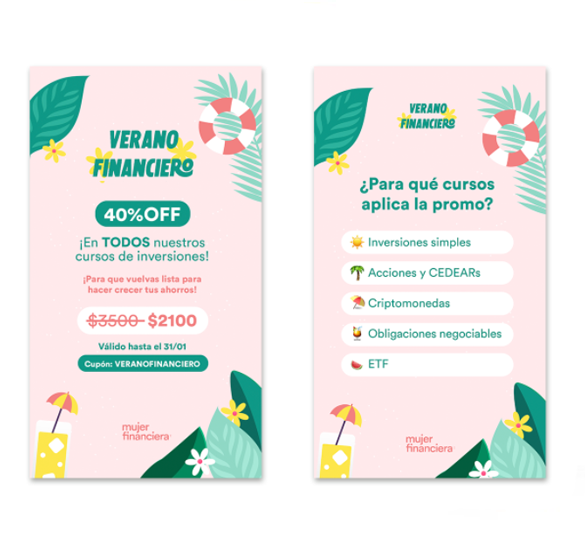 VERANO
FINANCIERO
40%OFF
¡En TODOS nuestros
cursos de inversiones!
¡Para que vuelvas lista para
hacer crecer tus ahorros!
$3500 $2100
Válido hasta el 31/01
Cupón: VERANOFINANCIERO
mujer
financiera
VERANO
FINANCIERO
¿Para qué cursos
aplica la promo?
Inversiones simples
Acciones y CEDEARs
Criptomonedas
Obligaciones negociables
ETF
mujer
financiera